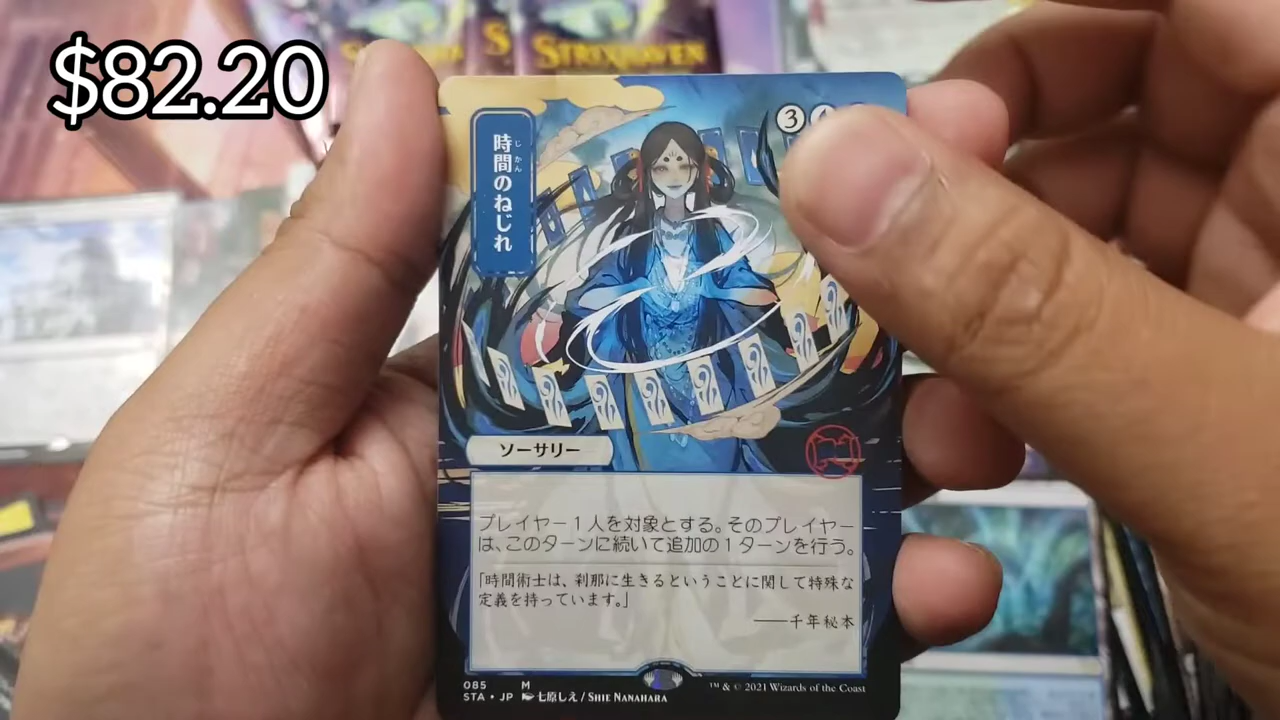 $82.20
STRIXHAVEN
3
時間のねじれ
じかん
ソーサリー
プレイヤー1人を対象とする。そのプレイヤー
は、このターンに続いて追加の1ターンを行う。
「時間術士は、刹那に生きるということに関して特殊な
定義を持っています。」
――千年秘本
085 M
STA • JP 七原しえ / SHIE NANAHARA
™ & © 2021 Wizards of the Coast